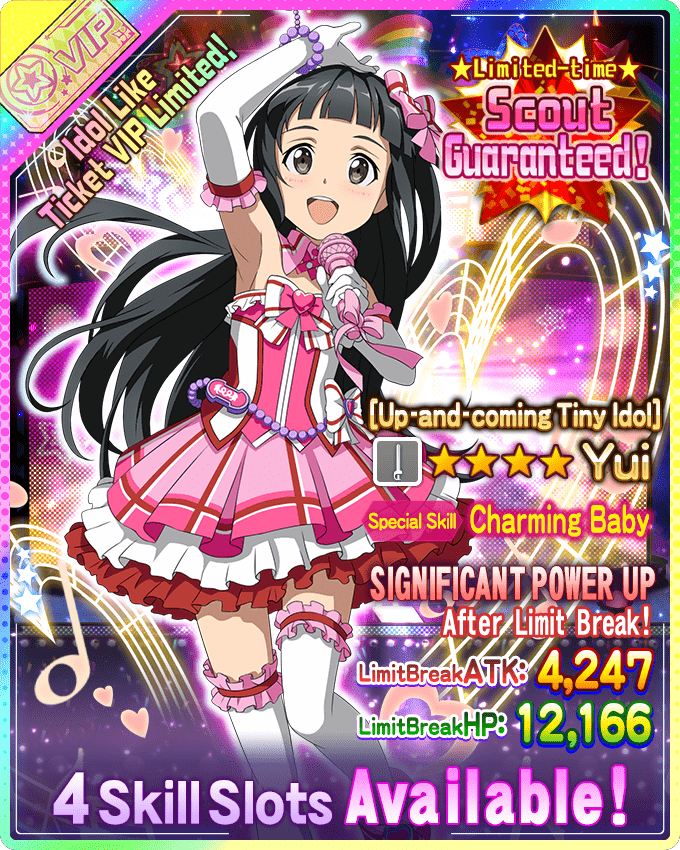 VIP
Idol Like
Ticket VIP Limited!
★Limited-time★
Scout
Guaranteed!
[Up-and-coming Tiny Idol]
★★★★ Yui
Special Skill Charming Baby
SIGNIFICANT POWER UP
After Limit Break!
LimitBreakATK: 4,247
LimitBreakHP: 12,166
4 Skill Slots Available!